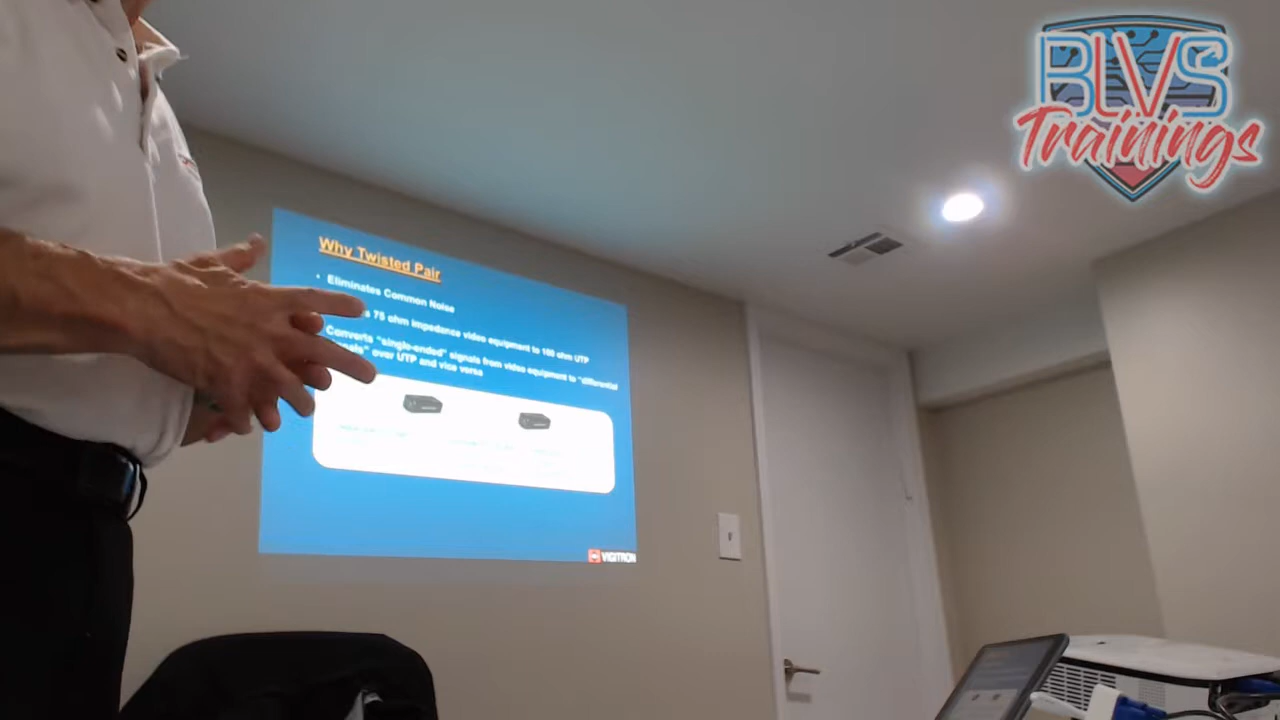 BLVS
Trainings
Why Twisted Pair
• Eliminates Common Noise
75 ohm impedance video equipment to 100 ohm UTP
Converts "single-ended" signals from video equipment to "differential
over UTP and vice versa
VIGITRON